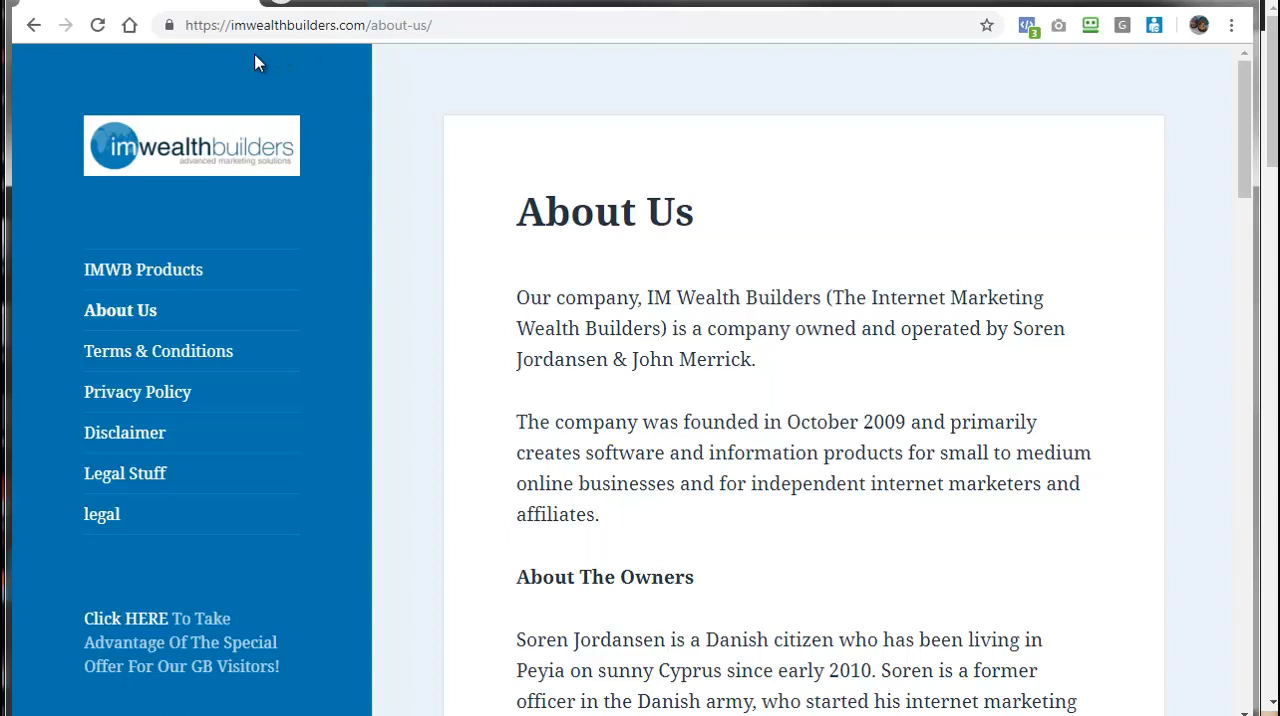 https://imwealthbuilders.com/about-us/
3
G
imwealthbuilders
advanced marketing solutions
IMWB Products
About Us
Terms & Conditions
Privacy Policy
Disclaimer
Legal Stuff
legal
Click HERE To Take
Advantage Of The Special
Offer For Our GB Visitors!
About Us
Our company, IM Wealth Builders (The Internet Marketing
Wealth Builders) is a company owned and operated by Soren
Jordansen & John Merrick.
The company was founded in October 2009 and primarily
creates software and information products for small to medium
online businesses and for independent internet marketers and
affiliates.
About The Owners
Soren Jordansen is a Danish citizen who has been living in
Peyia on sunny Cyprus since early 2010. Soren is a former
officer in the Danish army, who started his internet marketing